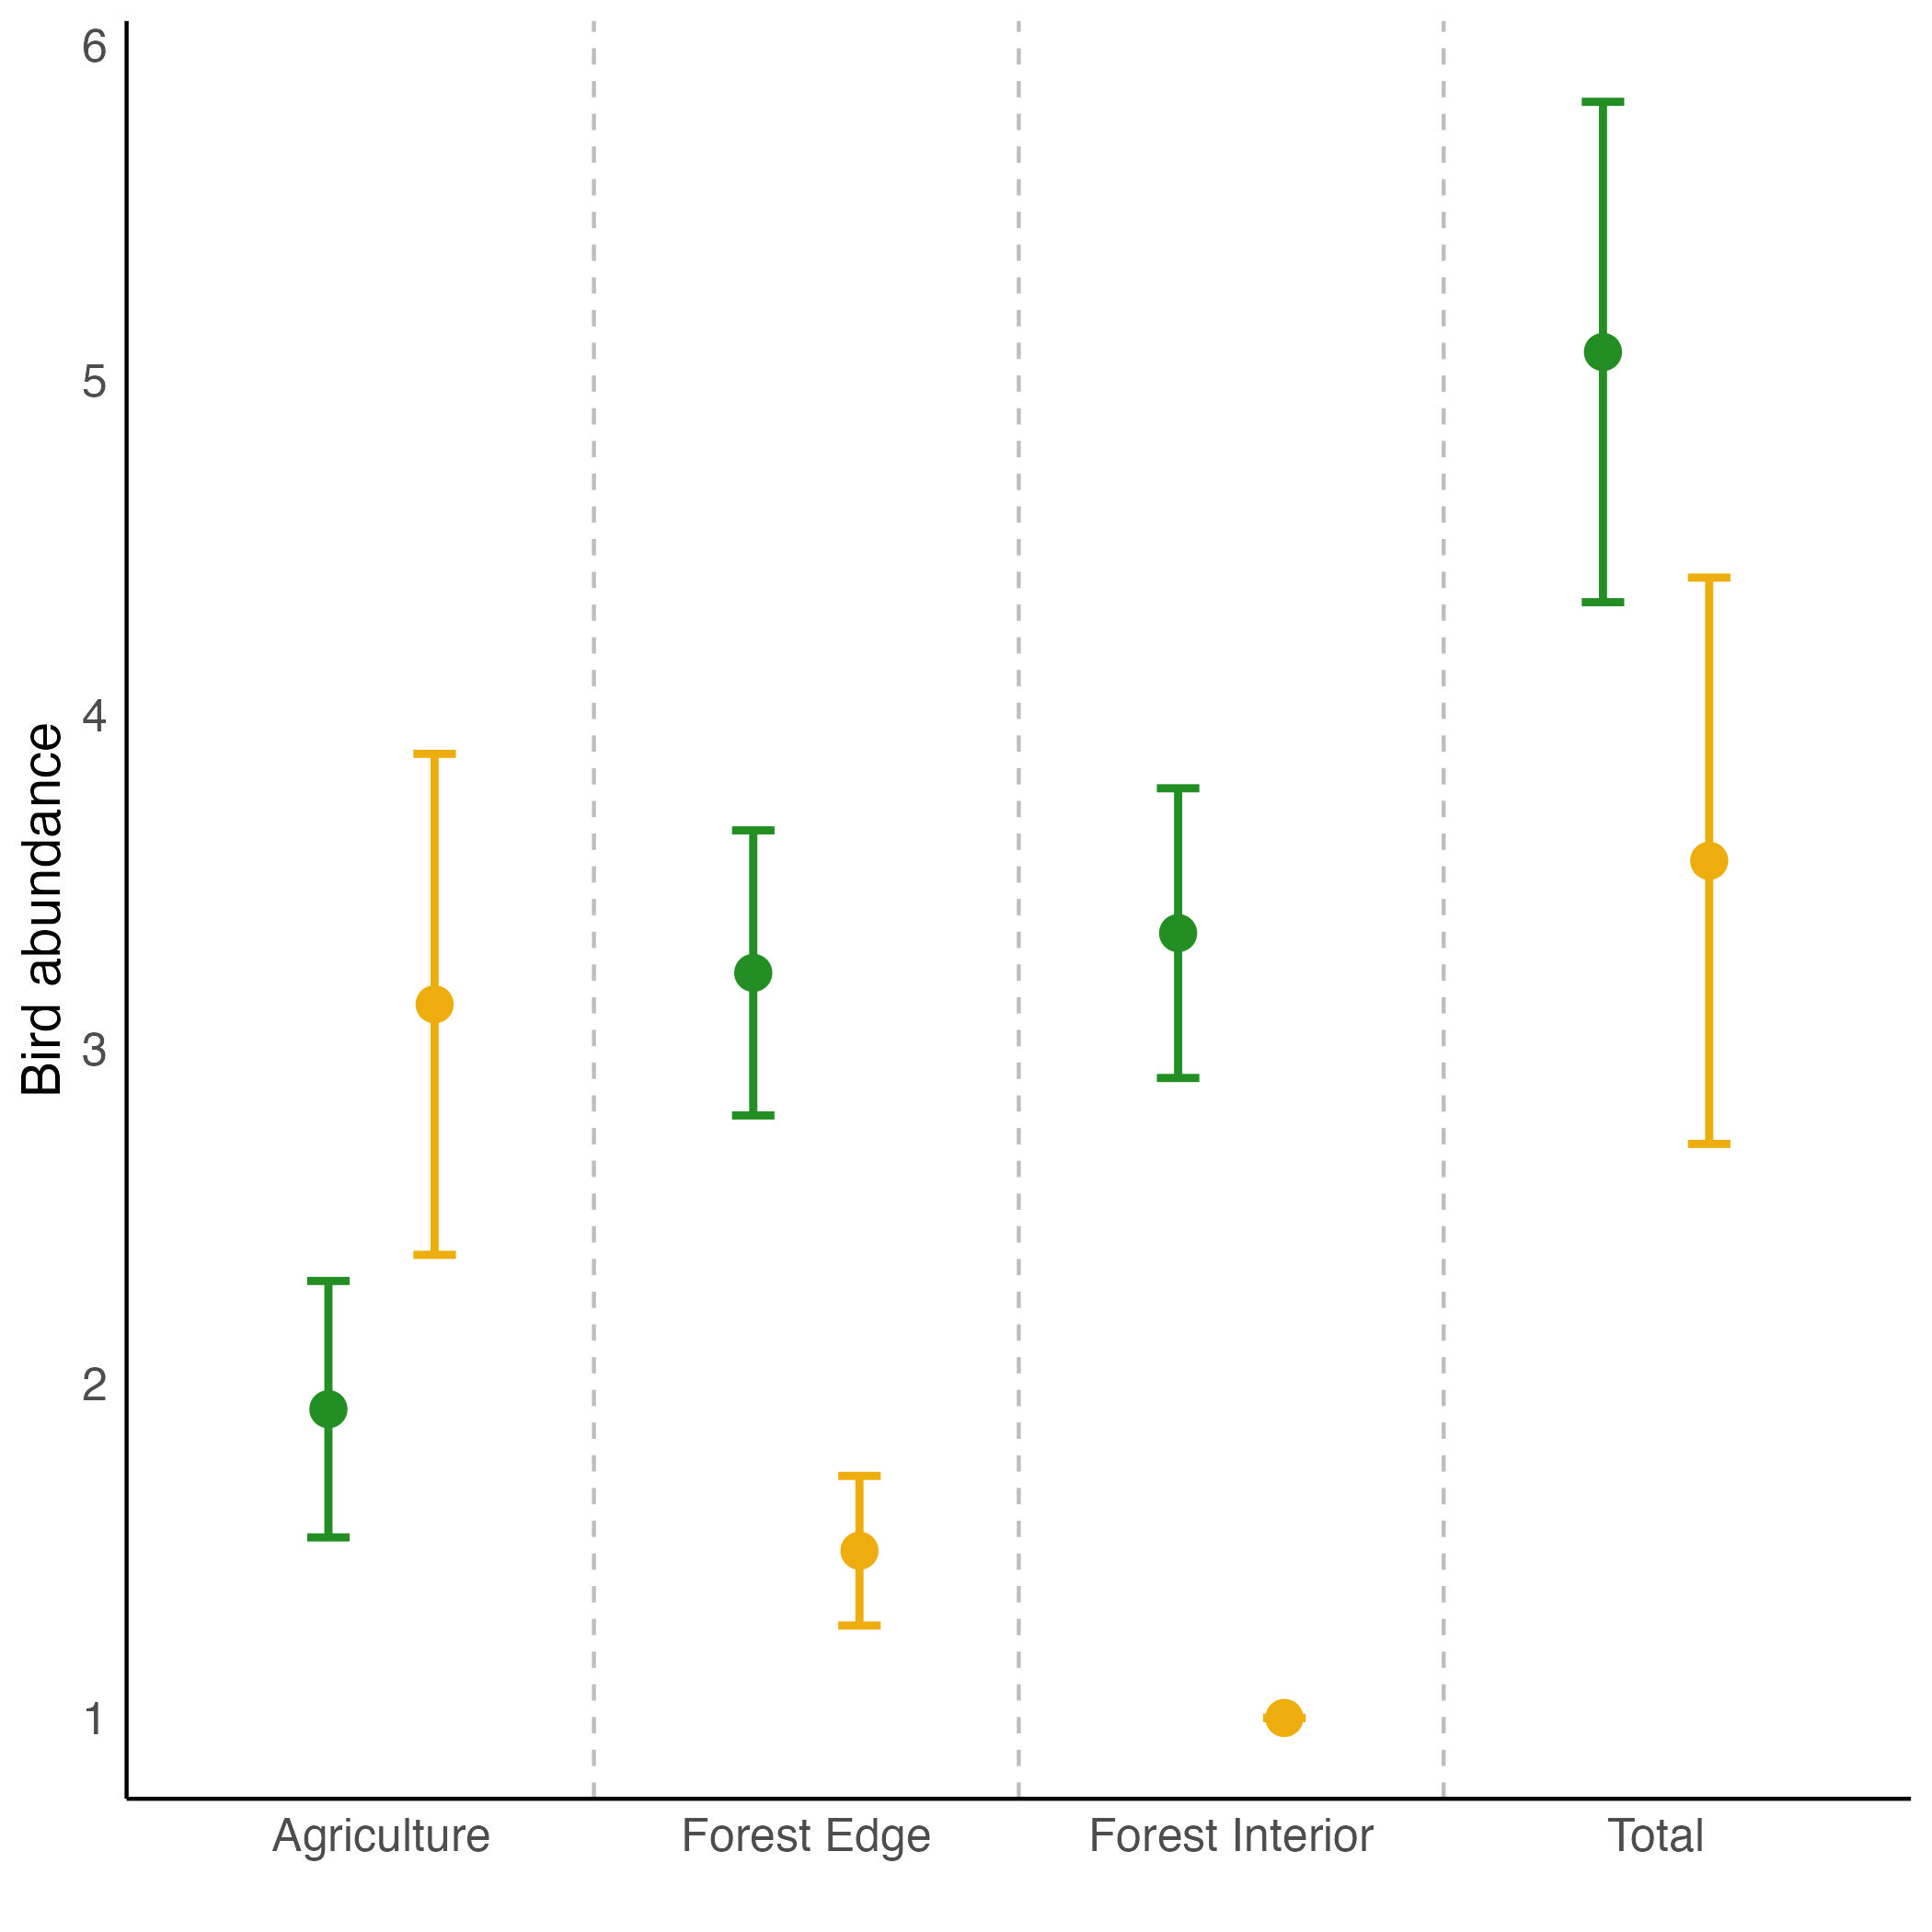 Bird abundance
6
5
4
3
2
1
Agriculture
Forest Edge
Forest Interior
Total